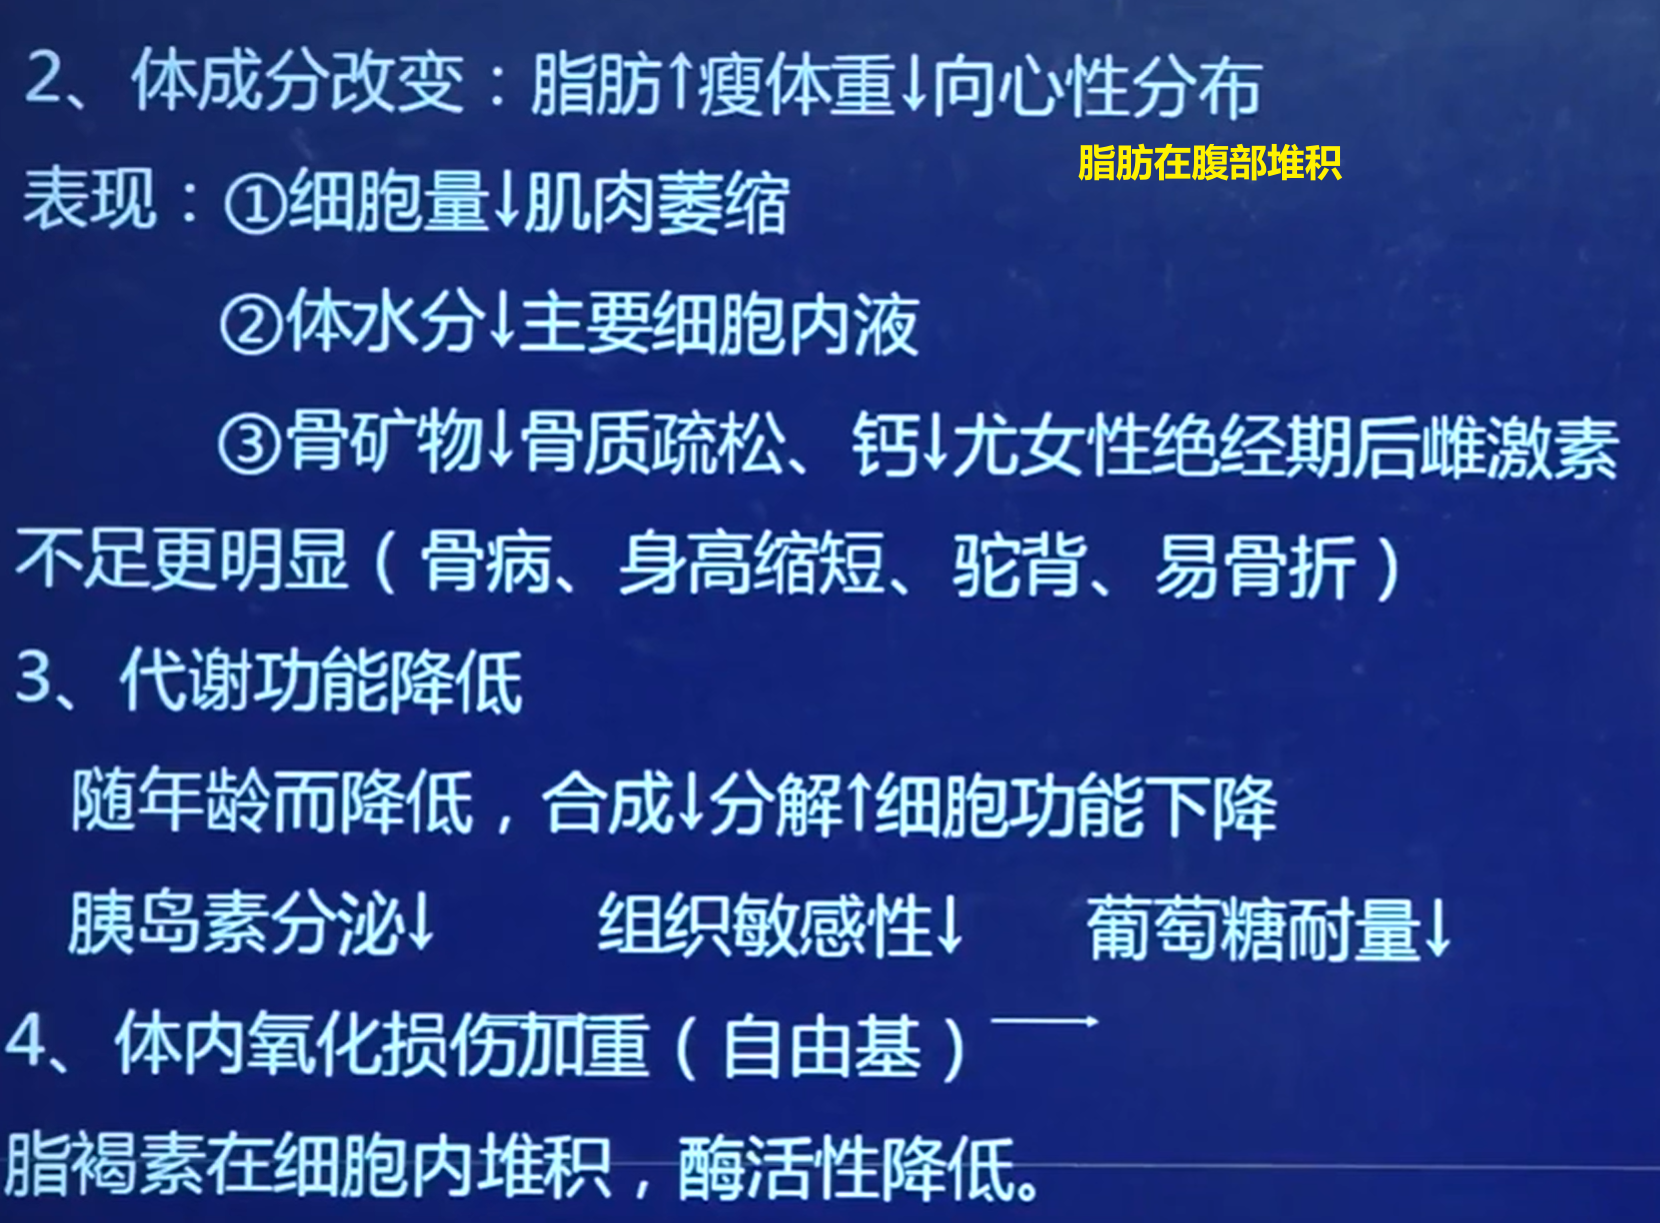 2、体成分改变：脂肪↑瘦体重↓向心性分布
脂肪在腹部堆积
表现：①细胞量↓肌肉萎缩
②体水分↓主要细胞内液
③骨矿物↓骨质疏松、钙↓尤女性绝经期后雌激素
不足更明显（骨病、身高缩短、驼背、易骨折）
3、代谢功能降低
随年龄而降低，合成↓分解↑细胞功能下降
胰岛素分泌↓ 组织敏感性↓ 葡萄糖耐量↓
4、体内氧化损伤加重（自由基）
脂褐素在细胞内堆积，酶活性降低。